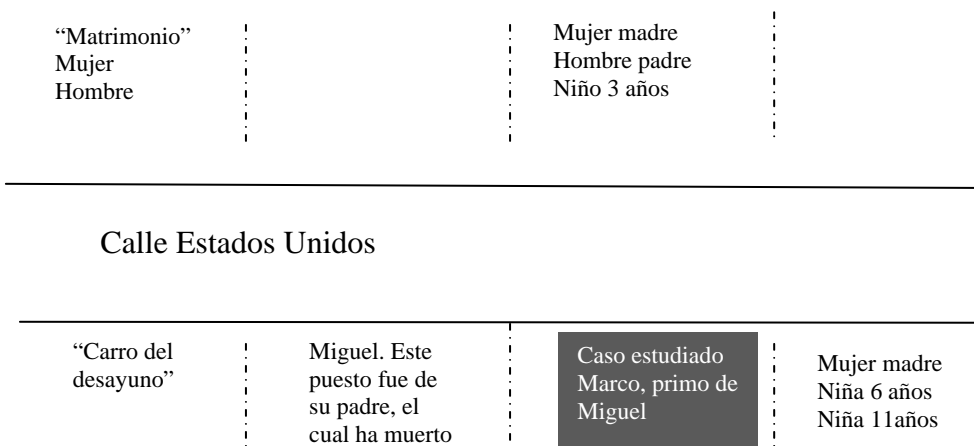 “Matrimonio”
Mujer
Hombre
Mujer madre
Hombre padre
Niño 3 años
Calle Estados Unidos
“Carro del
desayuno”
Miguel. Este
puesto fue de
su padre, el
cual ha muerto
Caso estudiado
Marco, primo de
Miguel
Mujer madre
Niña 6 años
Niña 11años